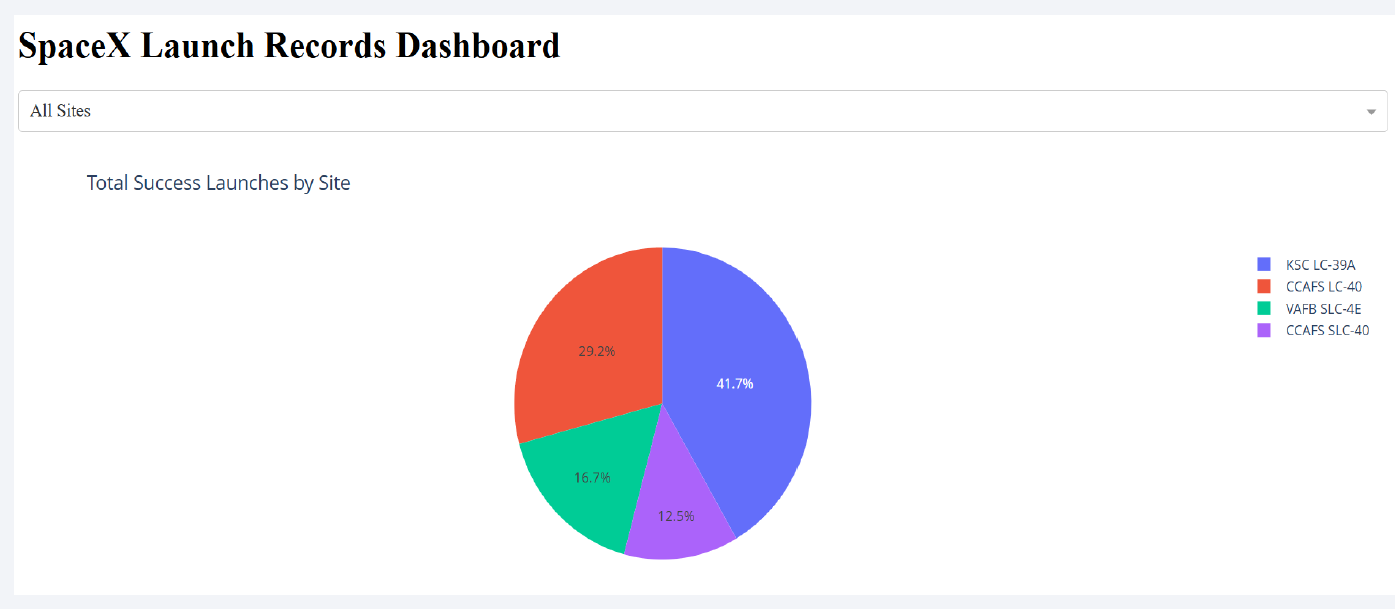 SpaceX Launch Records Dashboard
All Sites
Total Success Launches by Site
KSC LC-39A
CCAFS LC-40
VAFB SLC-4E
CCAFS SLC-40
29.2%
41.7%
16.7%
12.5%